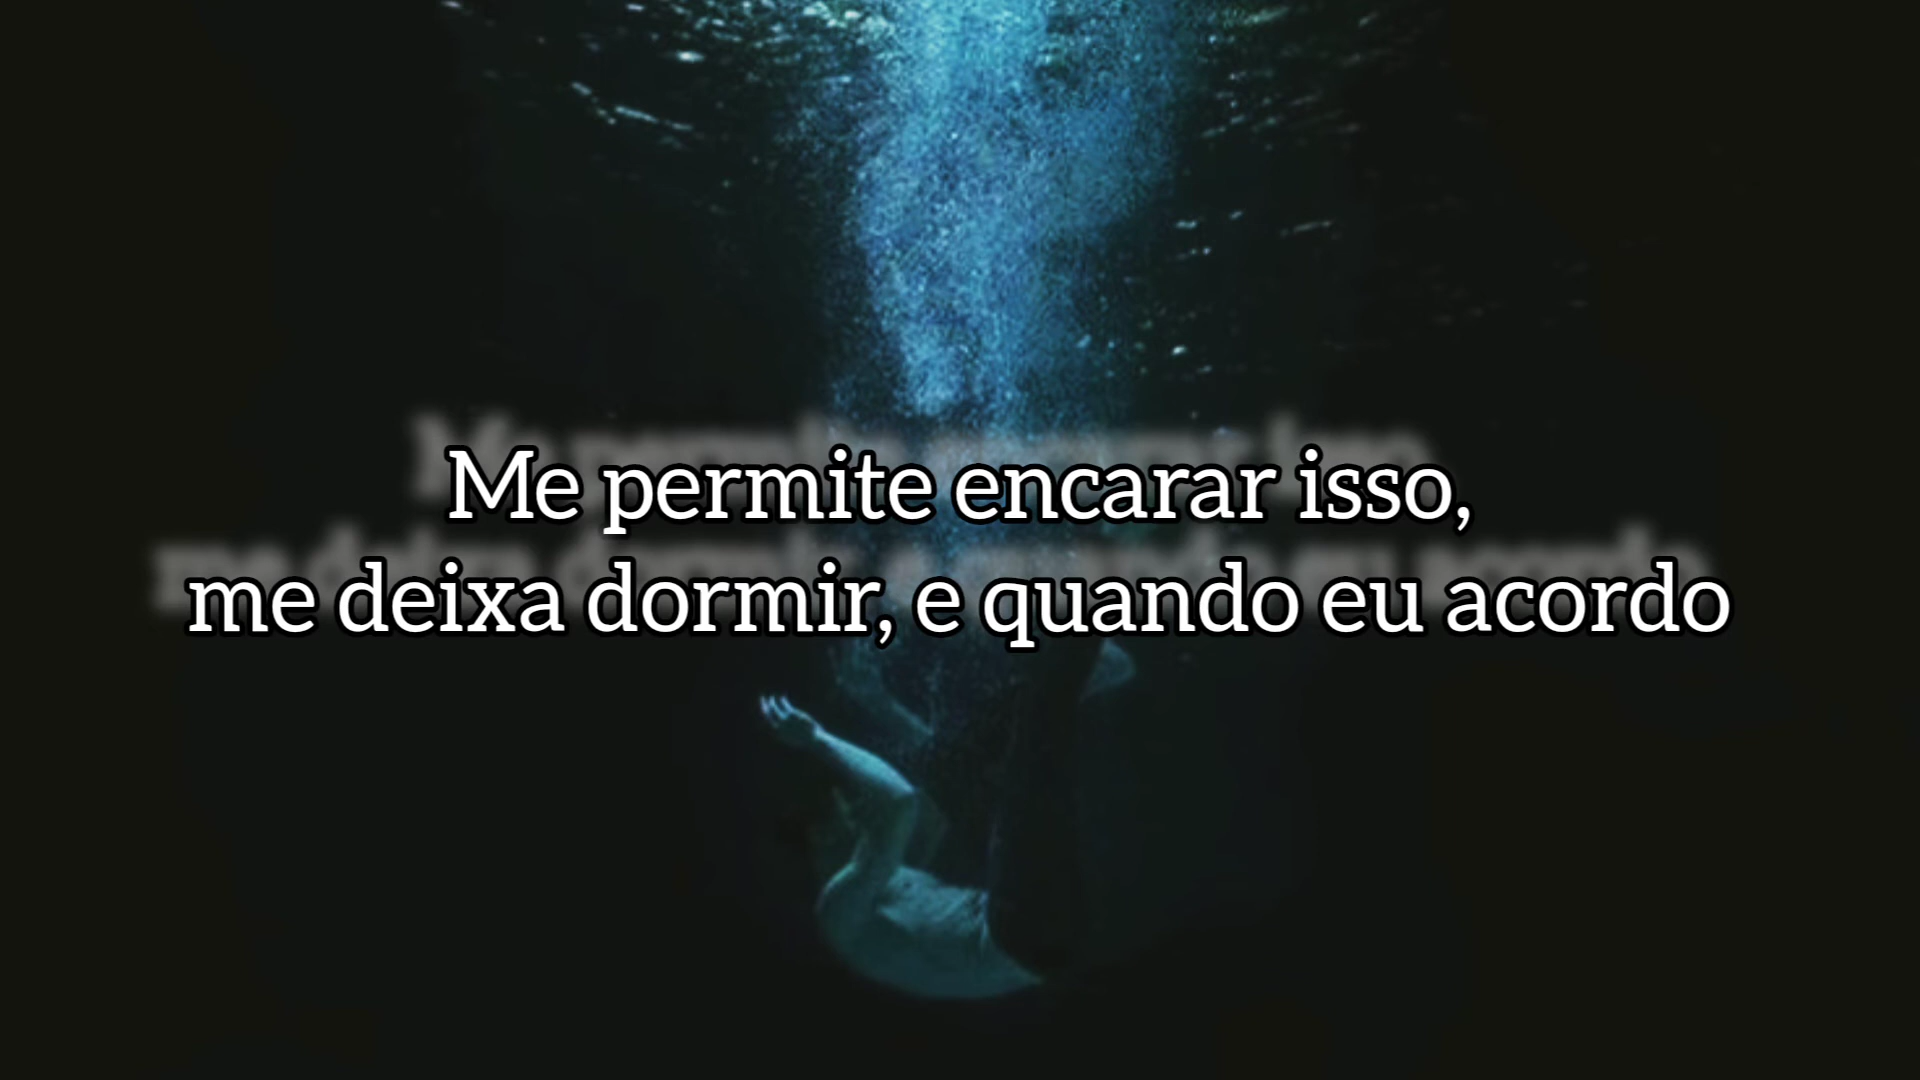 Me permite encarar isso,
me deixa dormir, e quando eu acordo